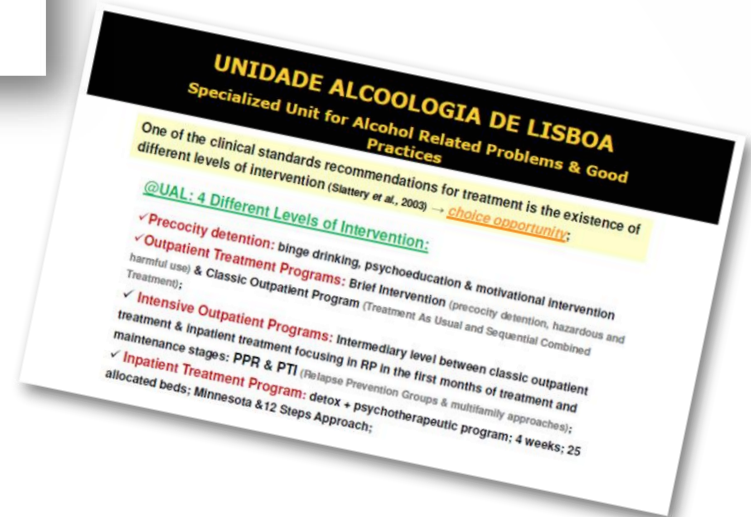 UNIDADE ALCOOLOGIA DE LISBOA
Specialized Unit for Alcohol Related Problems & Good
Practices
One of the clinical standards recommendations for treatment is the existence of
different levels of intervention (Slattery et al., 2003) → choice opportunity;
@UAL: 4 Different Levels of Intervention:
✓Precocity detention: binge drinking, psychoeducation & motivational intervention
✓Outpatient Treatment Programs: Brief Intervention (precocity detention, hazardous and
harmful use) & Classic Outpatient Program (Treatment As Usual and Sequential Combined
Treatment);
✓ Intensive Outpatient Programs: Intermediary level between classic outpatient
treatment & inpatient treatment focusing in RP in the first months of treatment and
maintenance stages: PPR & PTI (Relapse Prevention Groups & multifamily approaches);
✓ Inpatient Treatment Program: detox + psychotherapeutic program; 4 weeks; 25
allocated beds; Minnesota &12 Steps Approach;